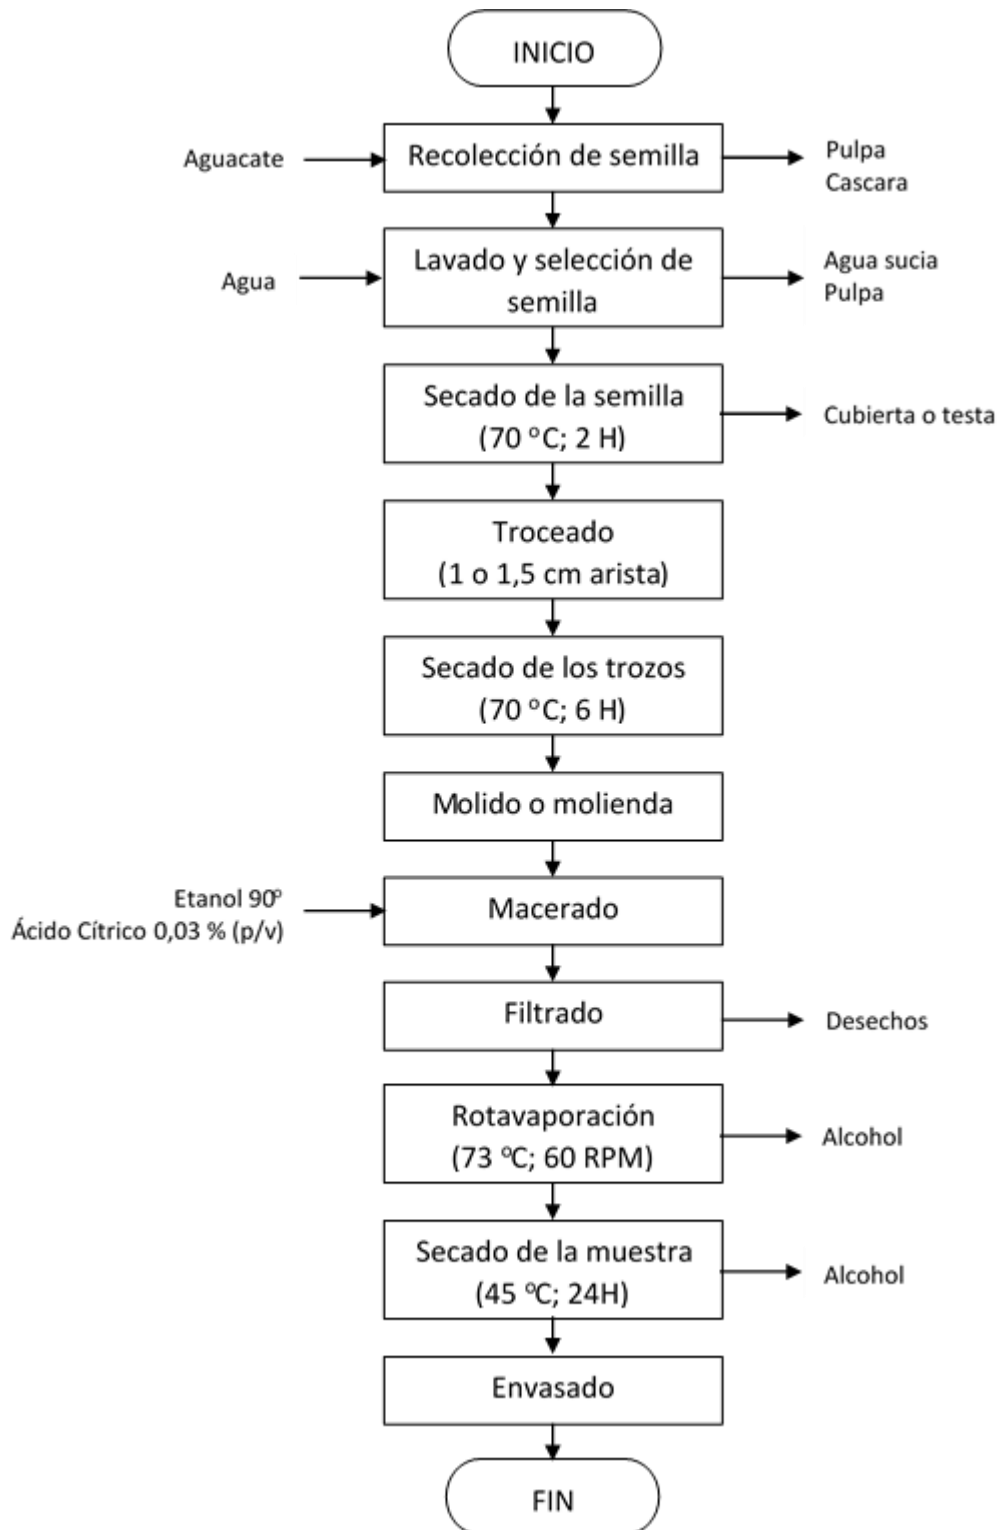 INICIO
Aguacate
Recolección de semilla
Pulpa
Cascara
Agua
Lavado y selección de
semilla
Agua sucia
Pulpa
Secado de la semilla
(70 °C; 2 H)
Cubierta o testa
Troceado
(1 o 1,5 cm arista)
Secado de los trozos
(70 °C; 6 H)
Molido o molienda
Etanol 90º
Ácido Cítrico 0,03 % (p/v)
Macerado
Filtrado
Desechos
Rotavaporación
(73 ºC; 60 RPM)
Alcohol
Secado de la muestra
(45 ºC; 24H)
Alcohol
Envasado
FIN